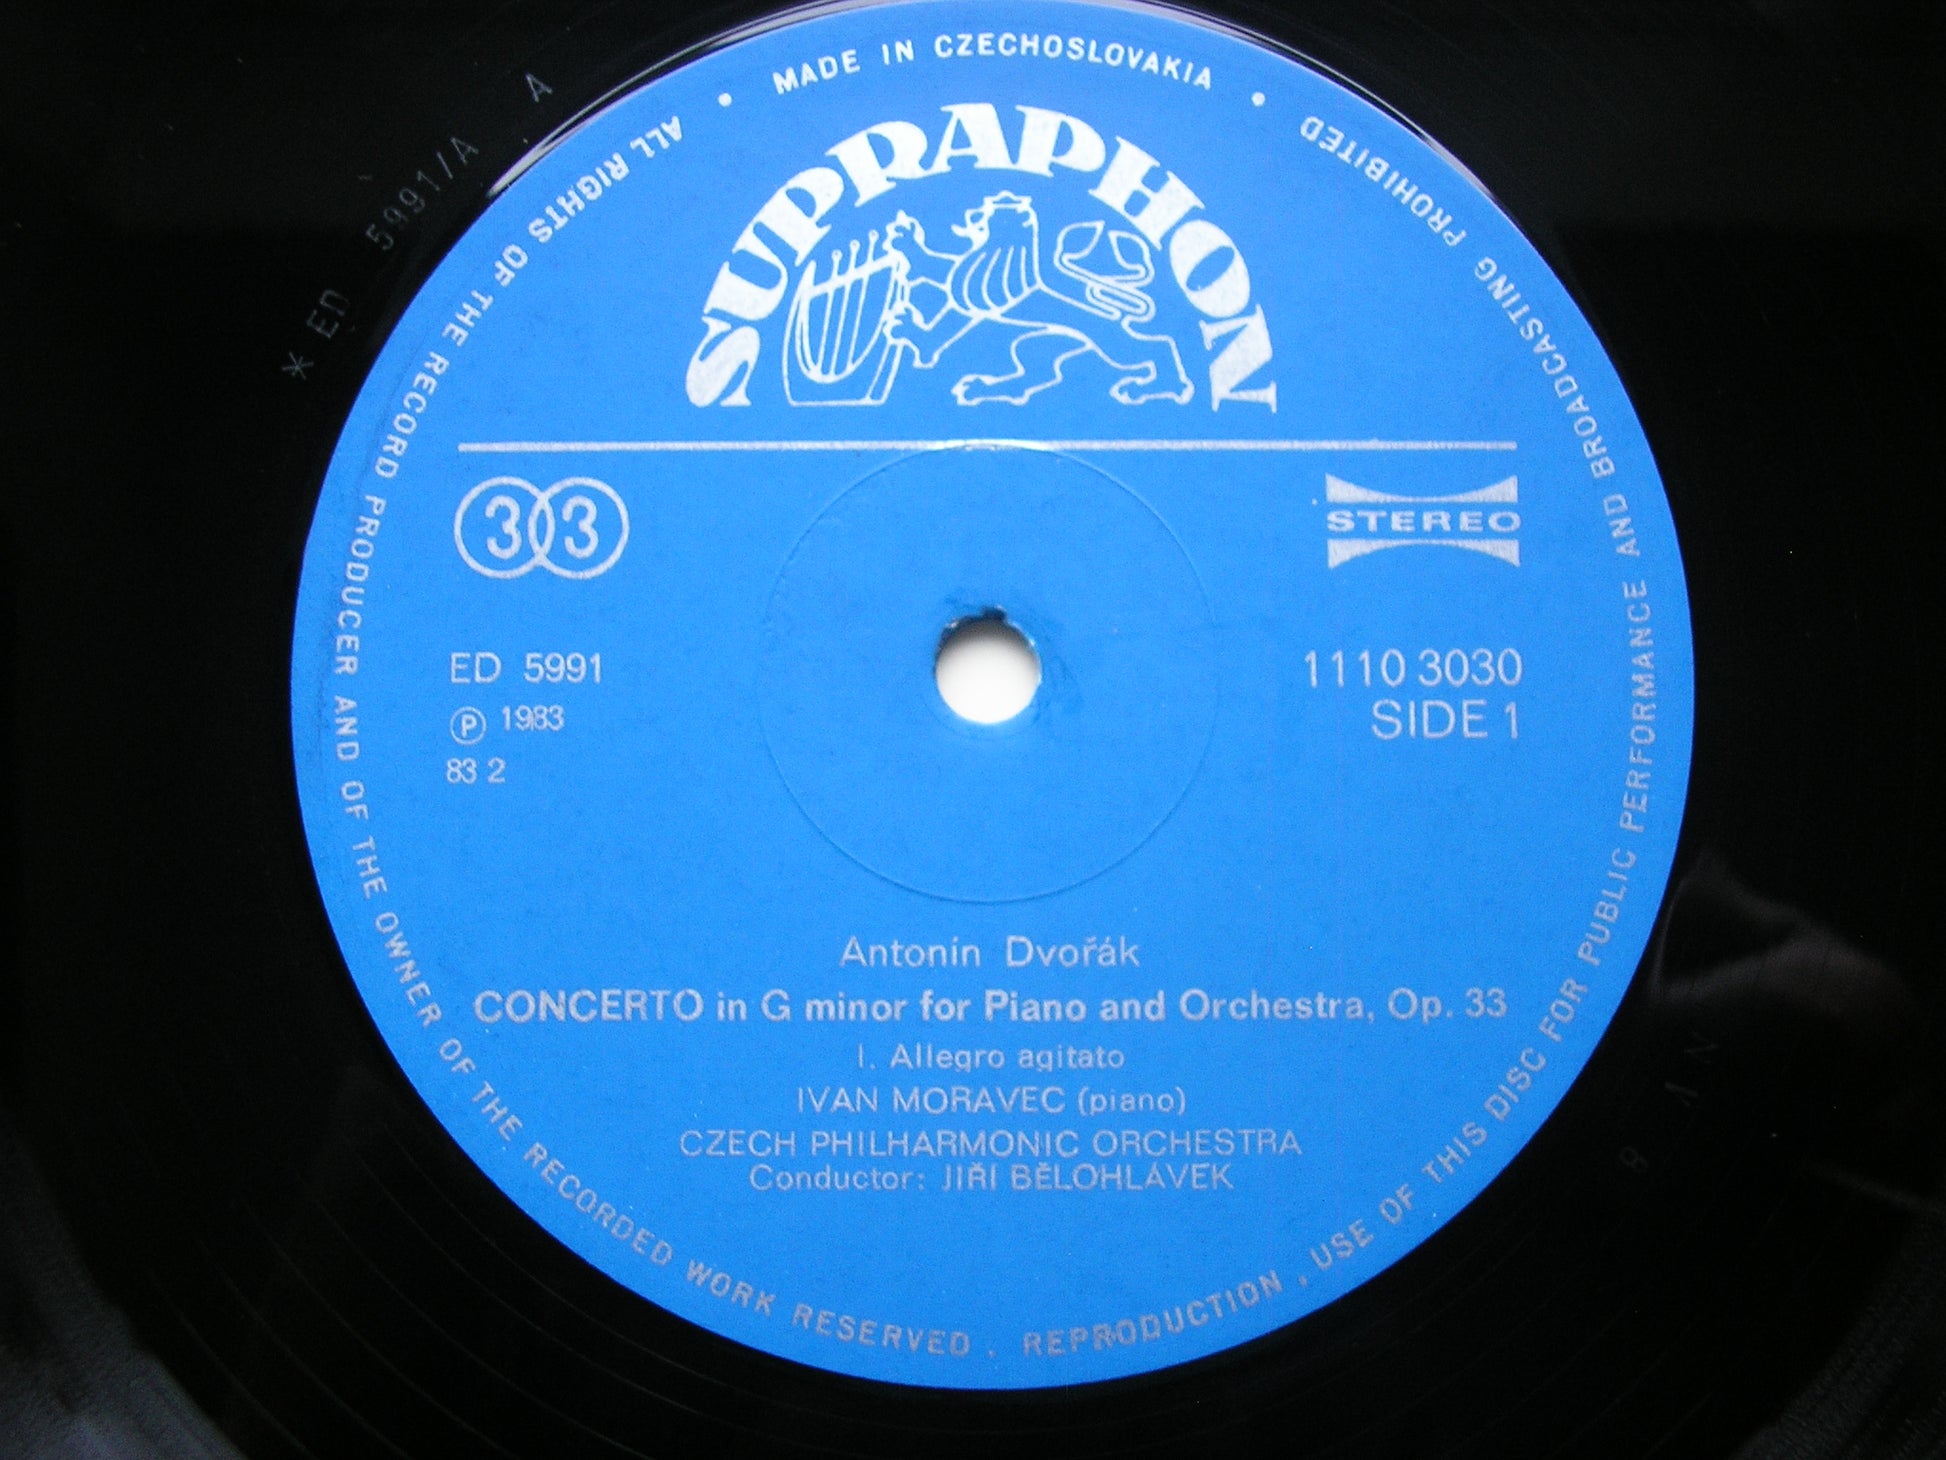 MADE IN CZECHOSLOVAKIA
ALL RIGHTS OF THE RECORD PRODUCER AND OF THE OWNER OF THE RECORDED WORK RESERVED . REPRODUCTION , USE OF THIS DISC FOR PUBLIC PERFORMANCE AND BROADCASTING PROHIBITED
SUPRAPHON
33
STEREO
ED 5991
1110 3030
℗ 1983
SIDE 1
83 2
Antonín Dvořák
CONCERTO in G minor for Piano and Orchestra, Op. 33
I. Allegro agitato
IVAN MORAVEC (piano)
CZECH PHILHARMONIC ORCHESTRA
Conductor: JIŘÍ BĚLOHLÁVEK
* ED 5991/A A